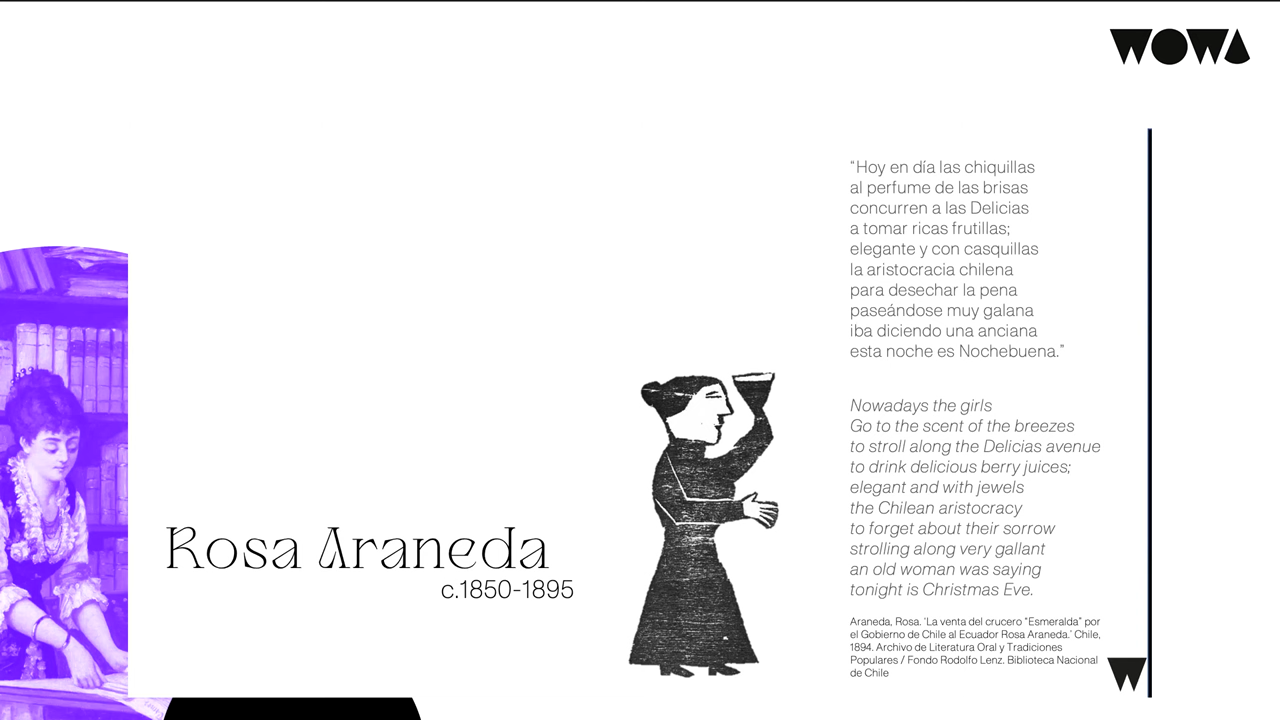 WOWA
“Hoy en día las chiquillas
al perfume de las brisas
concurren a las Delicias
a tomar ricas frutillas;
elegante y con casquillas
la aristocracia chilena
para desechar la pena
paseándose muy galana
iba diciendo una anciana
esta noche es Nochebuena.”
Nowadays the girls
Go to the scent of the breezes
to stroll along the Delicias avenue
to drink delicious berry juices;
elegant and with jewels
the Chilean aristocracy
to forget about their sorrow
strolling along very gallant
an old woman was saying
tonight is Christmas Eve.
Rosa Araneda
c.1850-1895
Araneda, Rosa. ‘La venta del crucero “Esmeralda” por
el Gobierno de Chile al Ecuador Rosa Araneda.’ Chile,
1894. Archivo de Literatura Oral y Tradiciones
Populares / Fondo Rodolfo Lenz. Biblioteca Nacional
de Chile
W